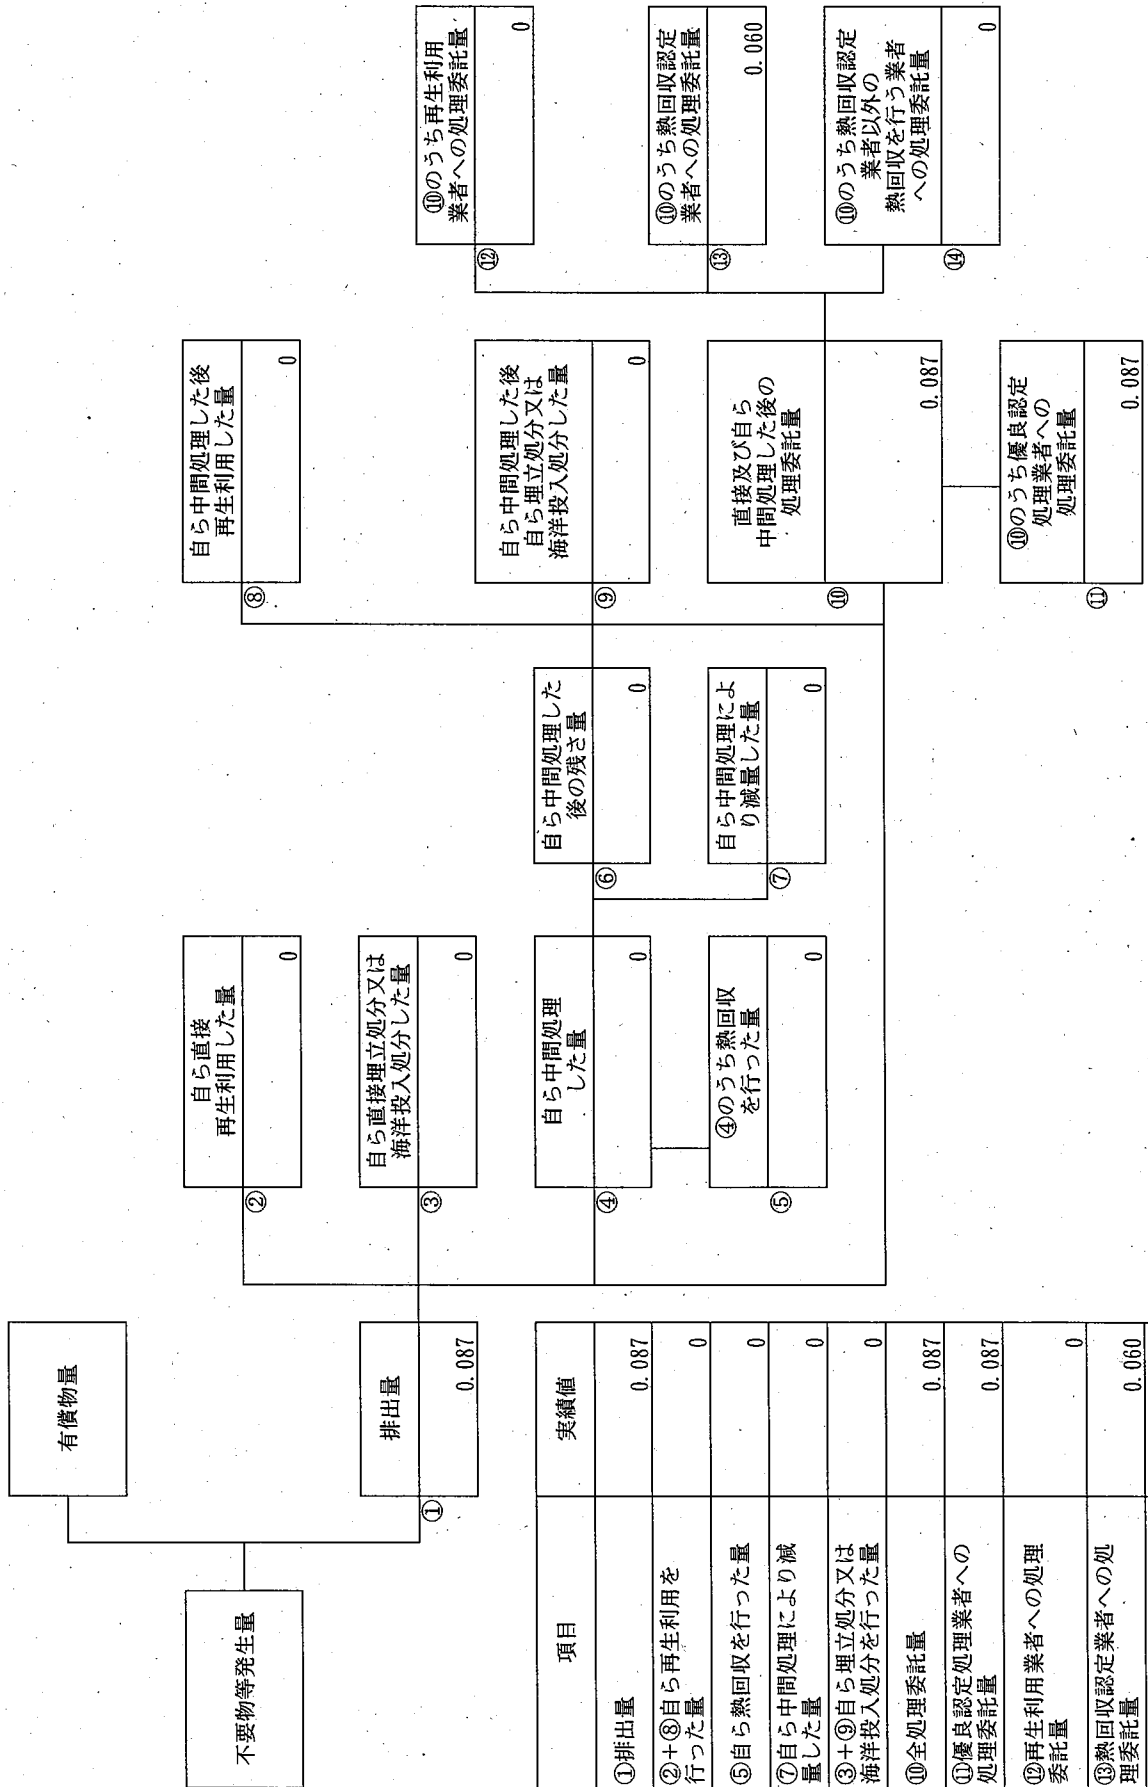 不要物等発生量
有償物量
排出量
①
0.087
自ら直接
再生利用した量
②
0
自ら直接埋立処分又は
海洋投入処分した量
③
0
自ら中間処理
した量
④
0
④のうち熱回収
を行った量
⑤
0
自ら中間処理した
後の残さ量
⑥
0
自ら中間処理によ
り減量した量
⑦
0
自ら中間処理した後
再生利用した量
⑧
0
自ら中間処理した後
自ら埋立処分又は
海洋投入処分した量
⑨
0
直接及び自ら
中間処理した後の
処理委託量
⑩
0.087
⑩のうち優良認定
処理業者への
処理委託量
⑪
0.087
⑩のうち再生利用
業者への処理委託量
⑫
0
⑩のうち熱回収認定
業者への処理委託量
⑬
0.060
⑩のうち熱回収認定
業者以外の
熱回収を行う業者
への処理委託量
⑭
0
項目 実績値
①排出量 0.087
②+⑧自ら再生利用を
行った量 0
⑤自ら熱回収を行った量 0
⑦自ら中間処理により減
量した量 0
③+⑨自ら埋立処分又は
海洋投入処分を行った量 0
⑩全処理委託量 0.087
⑪優良認定処理業者への
処理委託量 0.087
⑫再生利用業者への処理
委託量 0
⑬熱回収認定業者への処
理委託量 0.060